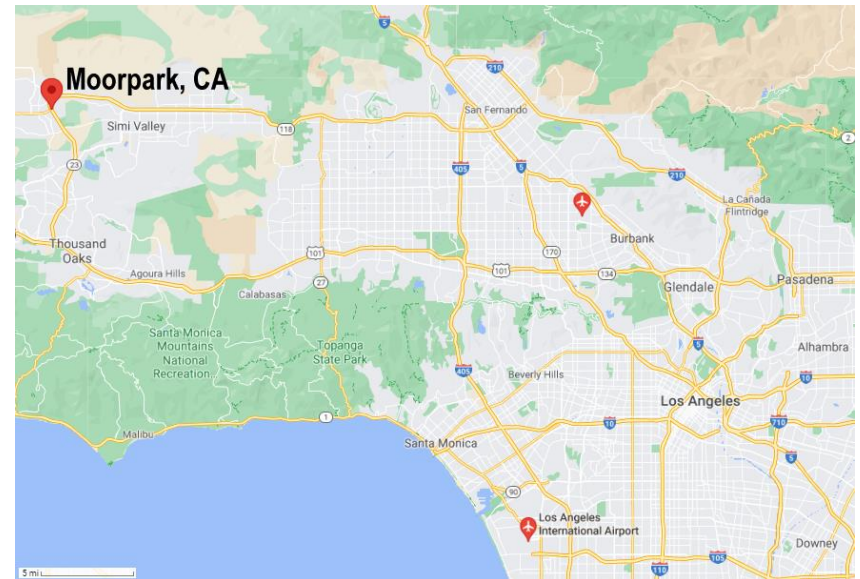 Moorpark, CA
5
210
San Fernando
Simi Valley
118
23
405
5
210
2
La Cañada
Flintridge
Burbank
Thousand
Oaks
101
170
101
134
Agoura Hills
27
Calabasas
Glendale
Pasadena
Santa Monica
Mountains
National
Recreation...
Topanga
State Park
5
Alhambra
405
Beverly Hills
10
Los Angeles
1
10
710
Malibu
Santa Monica
5
90
Los Angeles
International Airport
Downey
105
110
5 mi